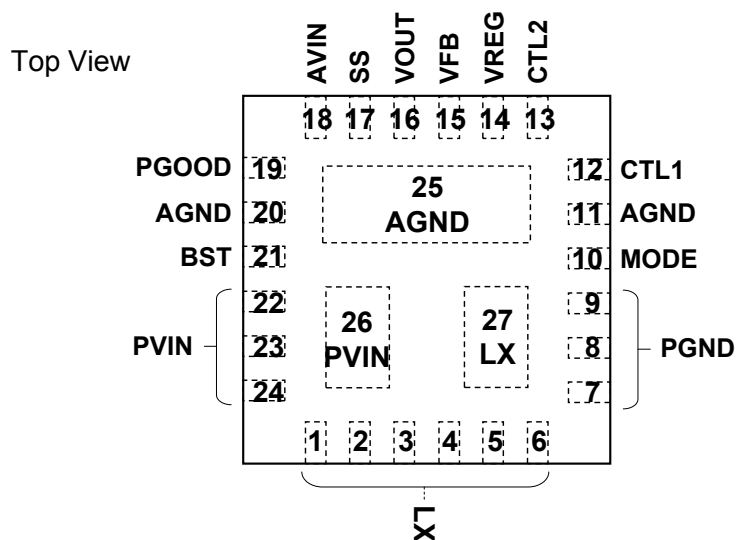 Top View
AVIN
SS
VOUT
VFB
VREG
CTL2
18 17 16 15 14 13
PGOOD 19
12 CTL1
25
AGND
AGND 20
11 AGND
BST 21
10 MODE
22
9
PVIN
26
PVIN
27
LX
23
8
PGND
24
7
1 2 3 4 5 6
LX